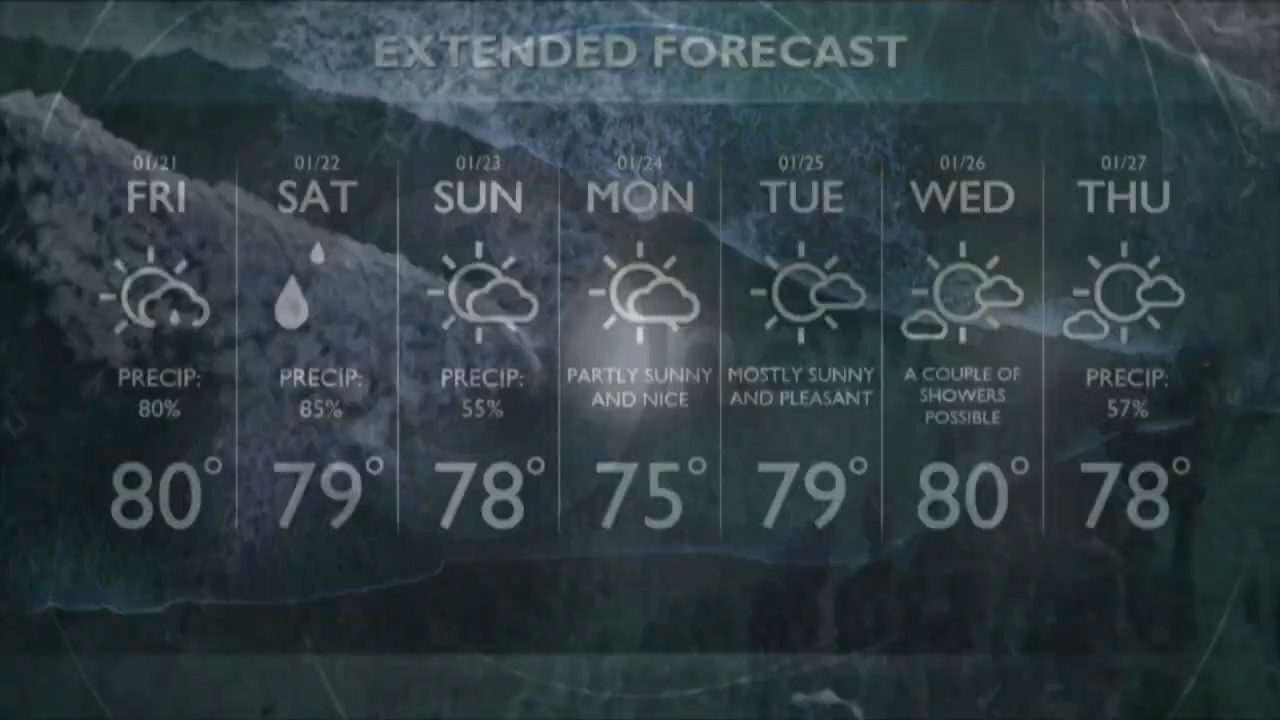 EXTENDED FORECAST
01/21
FRI
PRECIP:
80%
80°
01/22
SAT
PRECIP:
85%
79°
01/23
SUN
PRECIP:
55%
78°
01/24
MON
PARTLY SUNNY
AND NICE
75°
01/25
TUE
MOSTLY SUNNY
AND PLEASANT
79°
01/26
WED
A COUPLE OF
SHOWERS
POSSIBLE
80°
01/27
THU
PRECIP:
57%
78°